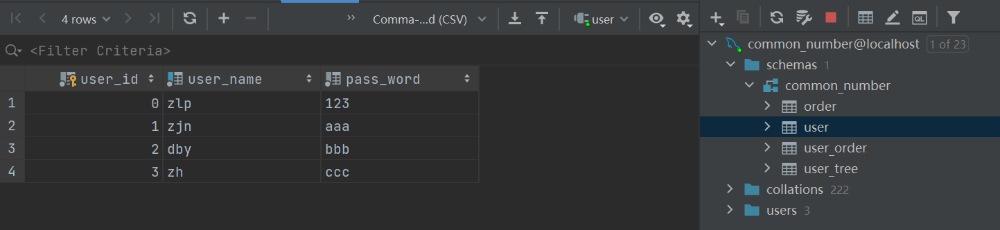 4 rows
Comma-...d (CSV)
user
<Filter Criteria>
user_id user_name pass_word
1 0 zlp 123
2 1 zjn aaa
3 2 dby bbb
4 3 zh ccc
common_number@localhost 1 of 23
schemas 1
common_number
order
user
user_order
user_tree
collations 222
users 3
QL